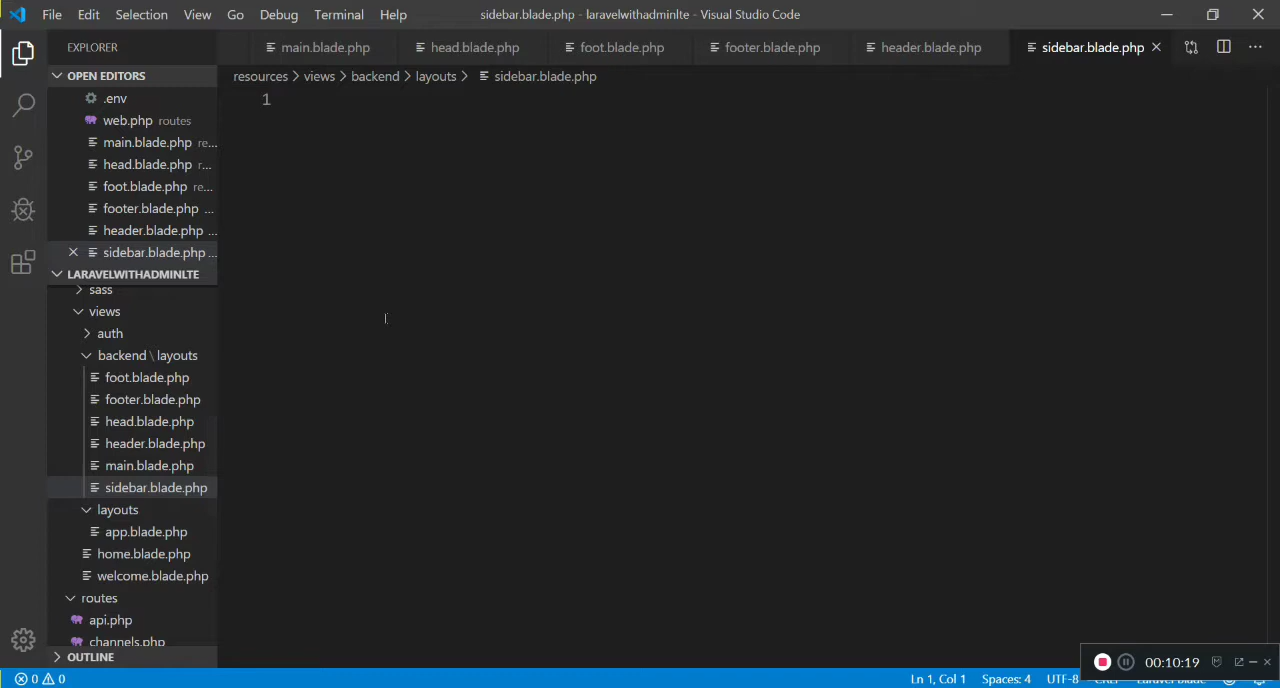 File Edit Selection View Go Debug Terminal Help sidebar.blade.php - laravelwithadminlte - Visual Studio Code
EXPLORER main.blade.php head.blade.php foot.blade.php footer.blade.php header.blade.php sidebar.blade.php
OPEN EDITORS resources > views > backend > layouts > sidebar.blade.php
.env
1
web.php routes
main.blade.php re...
head.blade.php r...
foot.blade.php re...
footer.blade.php ...
header.blade.php ...
sidebar.blade.php ...
LARAVELWITHADMINLTE
sass
views
auth
backend \ layouts
foot.blade.php
footer.blade.php
head.blade.php
header.blade.php
main.blade.php
sidebar.blade.php
layouts
app.blade.php
home.blade.php
welcome.blade.php
routes
api.php
channels.php
OUTLINE
00:10:19
0 0 Ln 1, Col 1 Spaces: 4 UTF-8